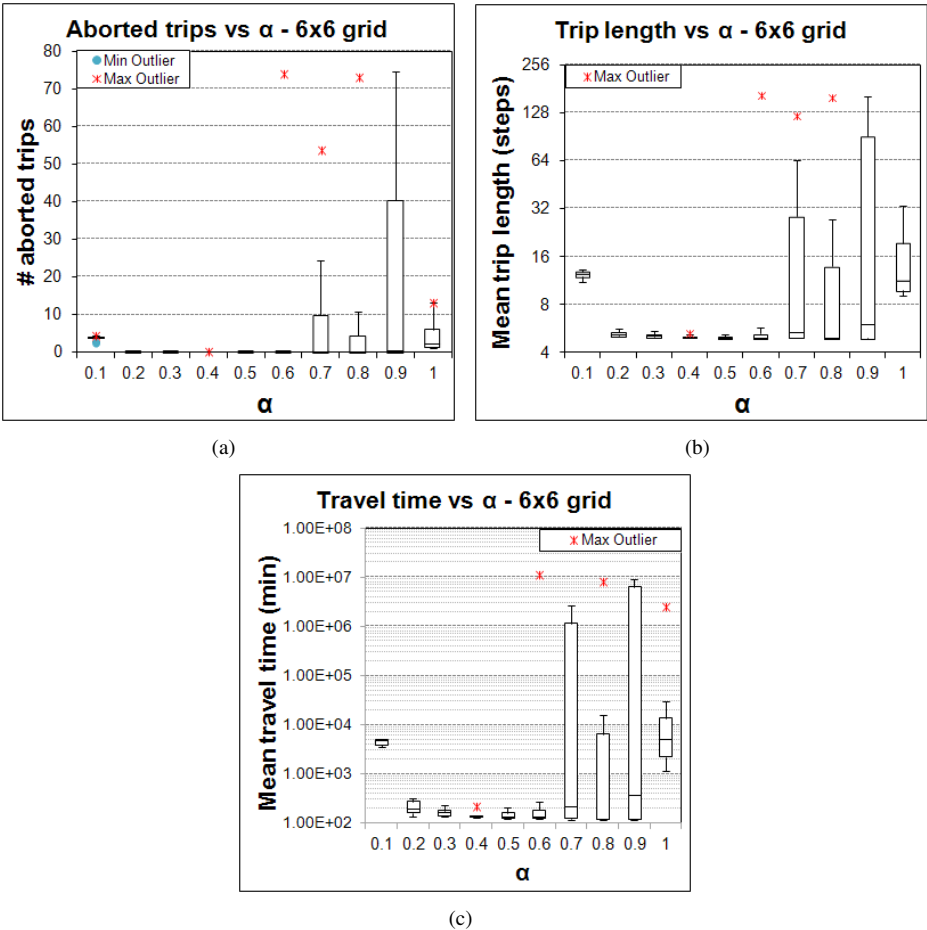 Aborted trips vs α - 6x6 grid
Min Outlier
Max Outlier
# aborted trips
80
70
60
50
40
30
20
10
0
0.1 0.2 0.3 0.4 0.5 0.6 0.7 0.8 0.9 1
α
(a)
Trip length vs α - 6x6 grid
Max Outlier
Mean trip length (steps)
256
128
64
32
16
8
4
0.1 0.2 0.3 0.4 0.5 0.6 0.7 0.8 0.9 1
α
(b)
Travel time vs α - 6x6 grid
Max Outlier
Mean travel time (min)
1.00E+08
1.00E+07
1.00E+06
1.00E+05
1.00E+04
1.00E+03
1.00E+02
0.1 0.2 0.3 0.4 0.5 0.6 0.7 0.8 0.9 1
α
(c)